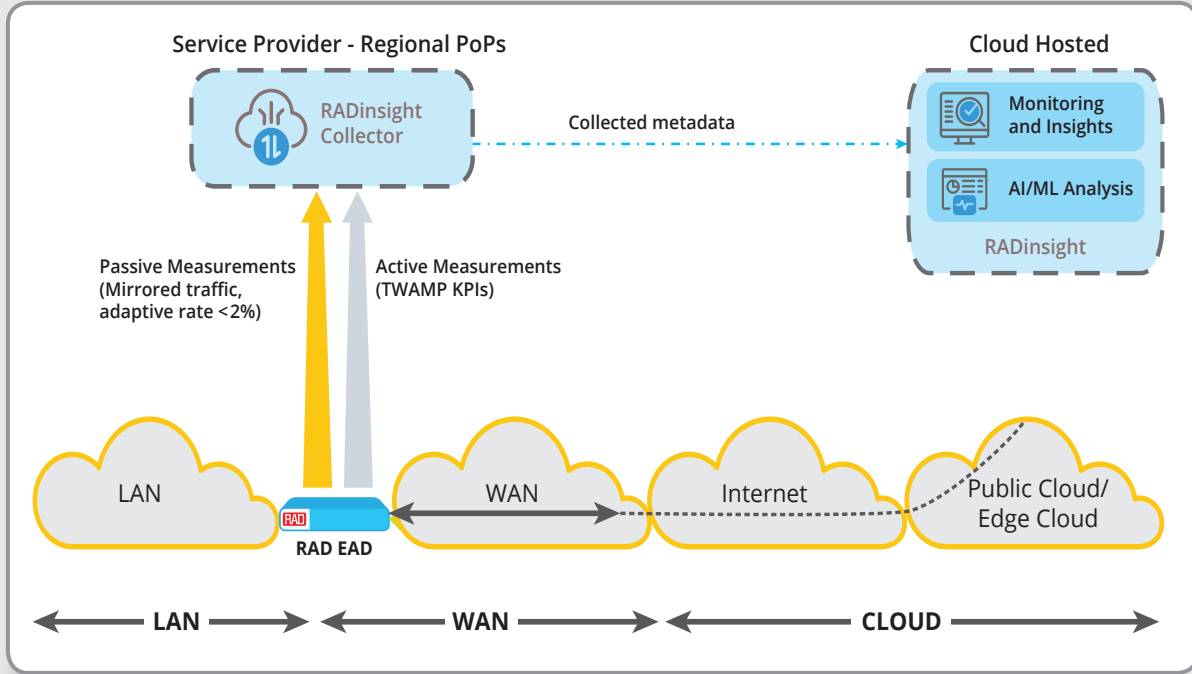 Service Provider - Regional PoPs
Cloud Hosted
RADinsight
Collector
Collected metadata
Monitoring
and Insights
AI/ML Analysis
RADinsight
Passive Measurements
(Mirrored traffic,
adaptive rate <2%)
Active Measurements
(TWAMP KPIs)
LAN
WAN
Internet
Public Cloud/
Edge Cloud
RAD
RAD EAD
LAN
WAN
CLOUD